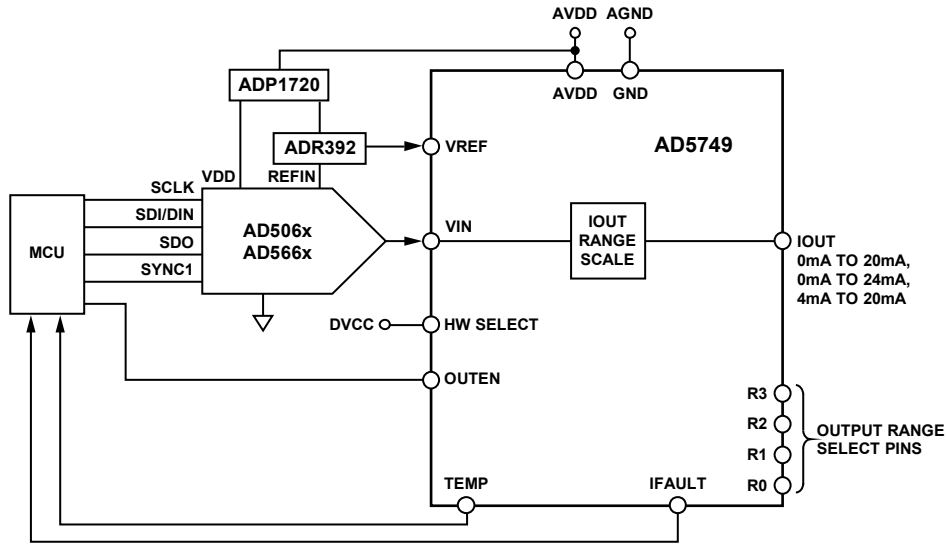 AVDD AGND
ADP1720
AVDD GND
AD5749
ADR392
VREF
VDD REFIN
SCLK
SDI/DIN
SDO
SYNC1
MCU
AD506x
AD566x
VIN
IOUT
RANGE
SCALE
IOUT
0mA TO 20mA,
0mA TO 24mA,
4mA TO 20mA
DVCC
HW SELECT
OUTEN
R3
R2
R1
R0
OUTPUT RANGE
SELECT PINS
TEMP
IFAULT